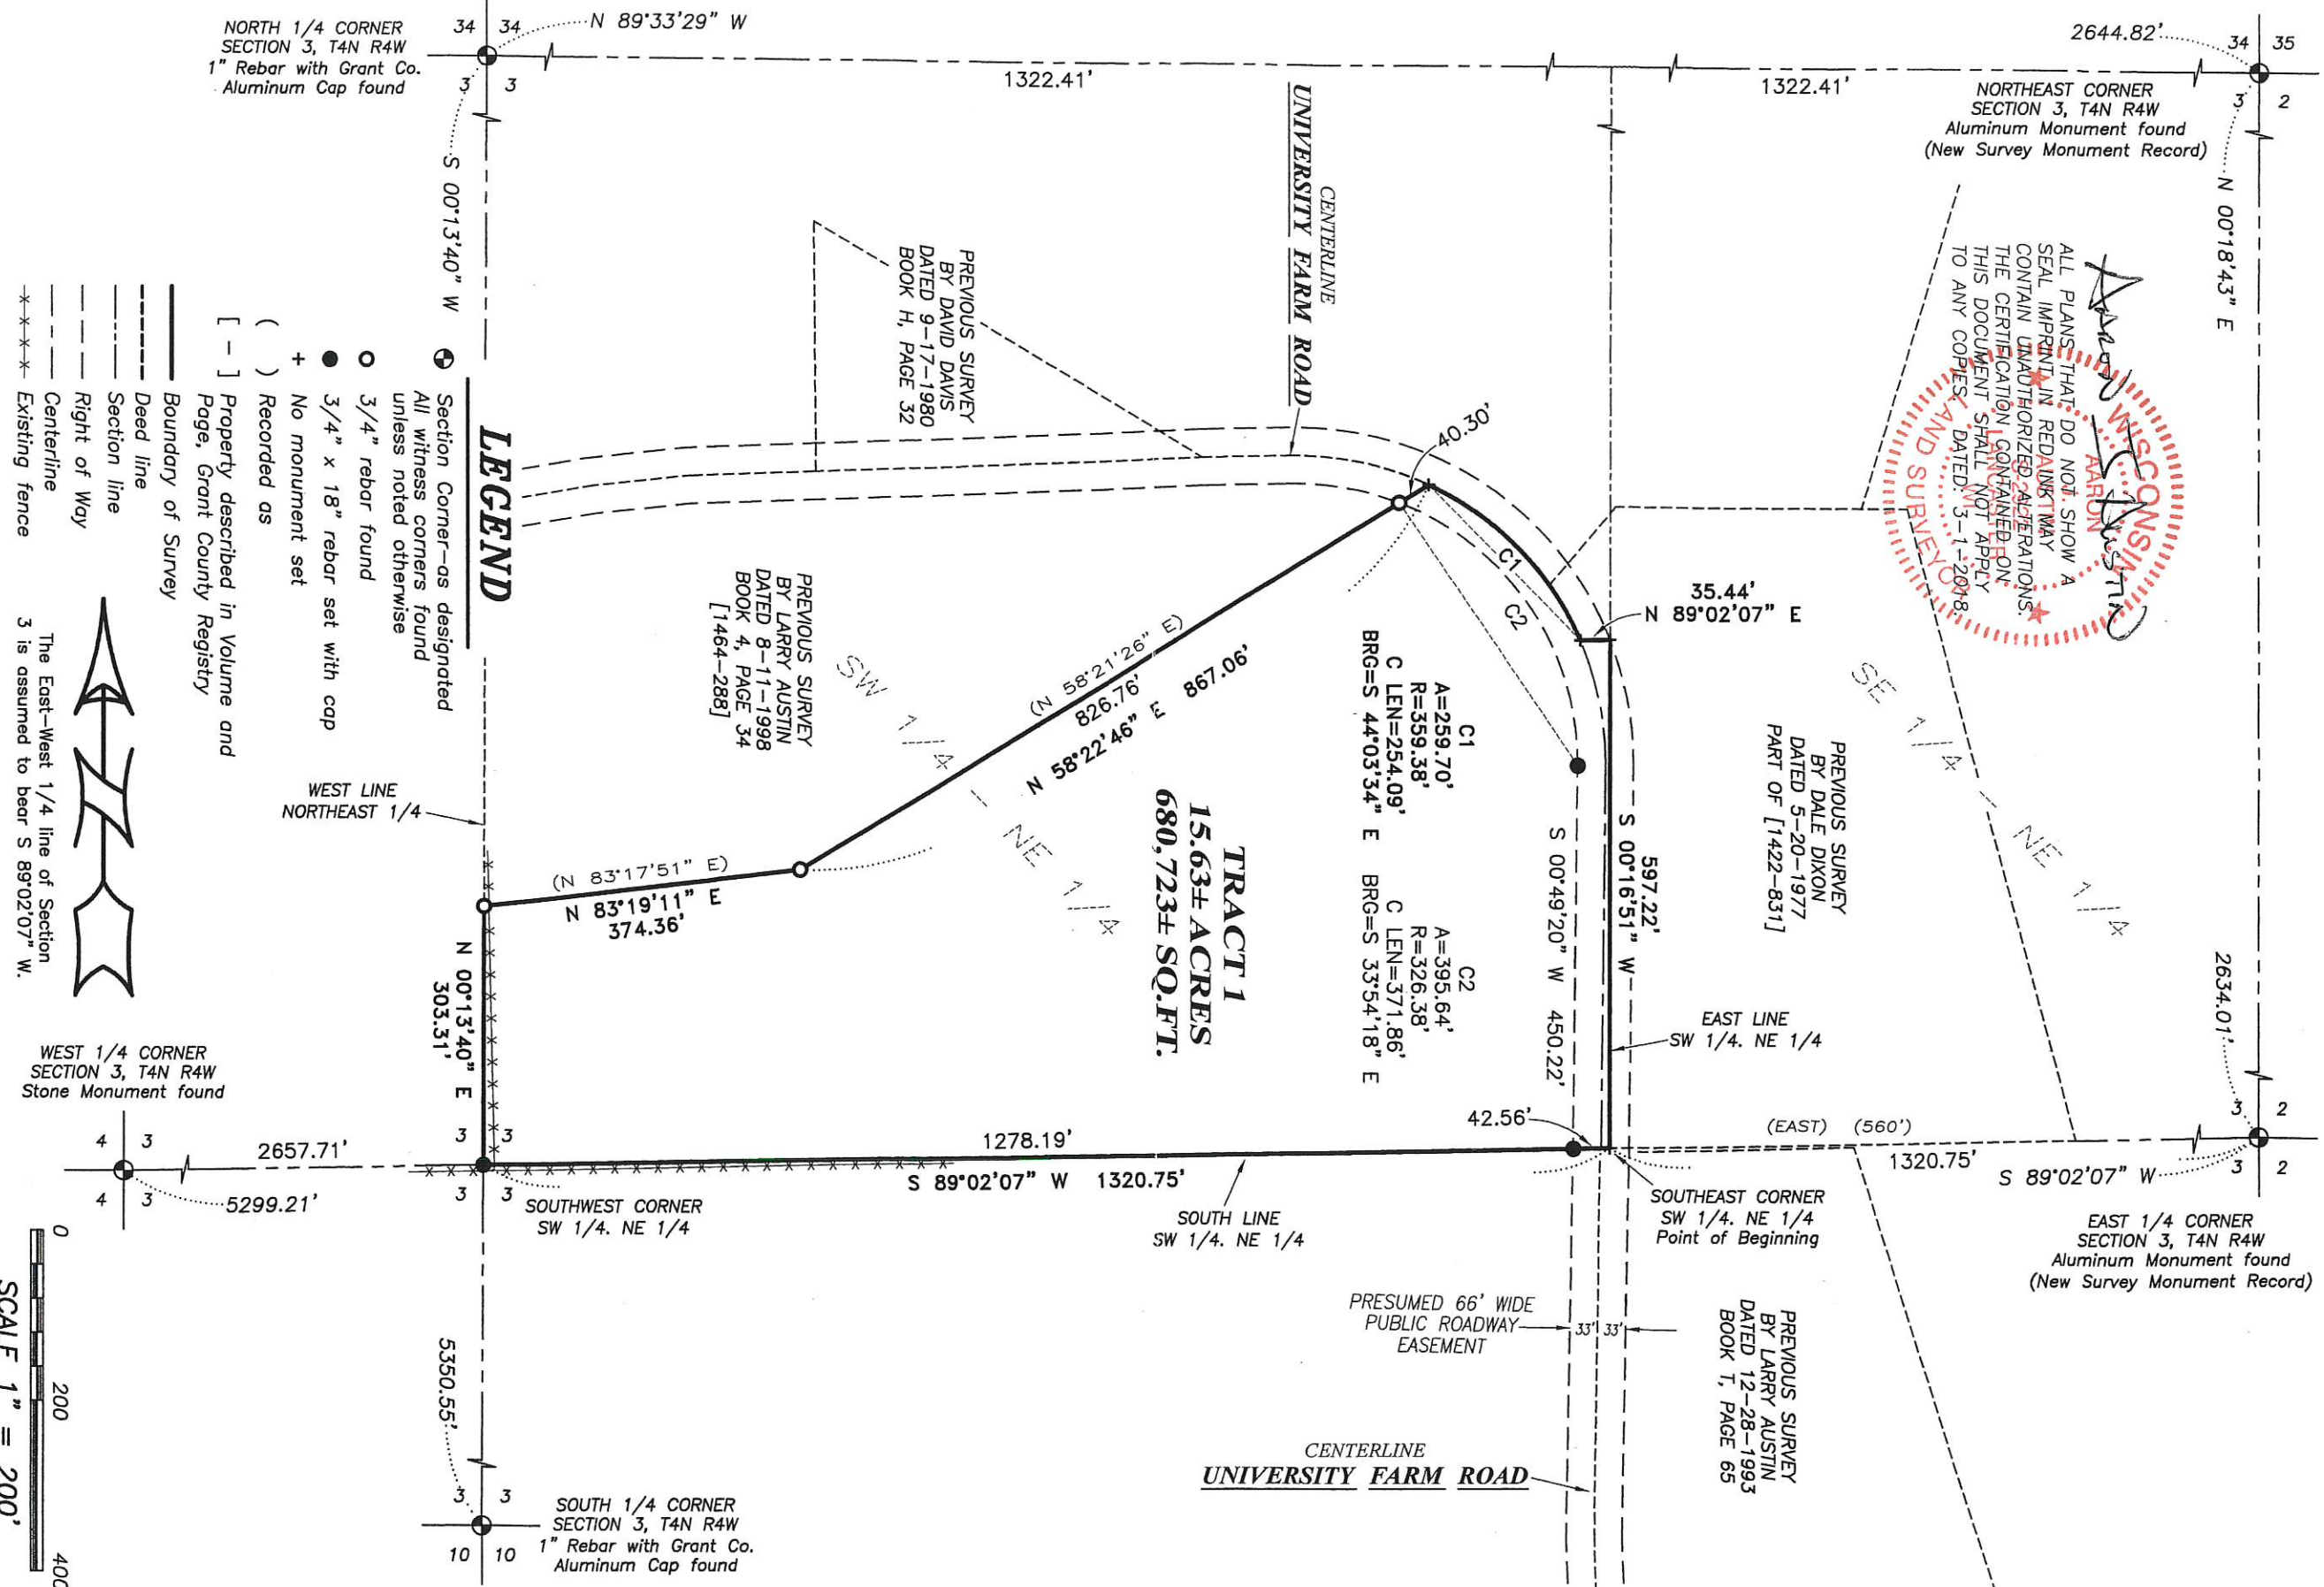 NORTH 1/4 CORNER
SECTION 3, T4N R4W
1" Rebar with Grant Co.
Aluminum Cap found
34 34
3 3
N 89°33'29" W
1322.41'
1322.41'
2644.82'
34 35
3 2
NORTHEAST CORNER
SECTION 3, T4N R4W
Aluminum Monument found
(New Survey Monument Record)
S 00°13'40" W
N 00°18'43" E
2634.01'
WISCONSIN
AARON
LAND SURVEYOR
ALL PLANS THAT DO NOT SHOW A
SEAL IMPRINT IN RED INK MAY
CONTAIN UNAUTHORIZED ALTERATIONS.
THE CERTIFICATION CONTAINED ON
THIS DOCUMENT SHALL NOT APPLY
TO ANY COPIES. DATED: 3-1-2018
CENTERLINE
UNIVERSITY FARM ROAD
PREVIOUS SURVEY
BY DAVID DAVIS
DATED 9-17-1980
BOOK H, PAGE 32
40.30'
C1
C2
35.44'
N 89°02'07" E
C1
A=259.70'
R=359.38'
C LEN=254.09'
BRG=S 44°03'34" E
C2
A=395.64'
R=326.38'
C LEN=371.86'
BRG=S 33°54'18" E
SE 1/4 - NE 1/4
PREVIOUS SURVEY
BY DALE DIXON
DATED 5-20-1977
PART OF [1422-831]
597.22'
S 00°16'51" W
S 00°49'20" W 450.22'
EAST LINE
SW 1/4. NE 1/4
LEGEND
Section Corner-as designated
All witness corners found
unless noted otherwise
3/4" rebar found
3/4" x 18" rebar set with cap
+ No monument set
( ) Recorded as
[ - ] Property described in Volume and
Page, Grant County Registry
Boundary of Survey
Deed line
Section line
Right of Way
Centerline
Existing fence
PREVIOUS SURVEY
BY LARRY AUSTIN
DATED 8-11-1998
BOOK 4, PAGE 34
[1464-288]
SW 1/4 - NE 1/4
(N 58°21'26" E)
826.76'
N 58°22'46" E 867.06'
TRACT 1
15.63± ACRES
680,723± SQ.FT.
WEST LINE
NORTHEAST 1/4
(N 83°17'51" E)
N 83°19'11" E
374.36'
N 00°13'40" E
303.31'
The East-West 1/4 line of Section
3 is assumed to bear S 89°02'07" W.
WEST 1/4 CORNER
SECTION 3, T4N R4W
Stone Monument found
4 3
4 3
2657.71'
5299.21'
3 3
3 3
SOUTHWEST CORNER
SW 1/4. NE 1/4
1278.19'
S 89°02'07" W 1320.75'
SOUTH LINE
SW 1/4. NE 1/4
42.56'
(EAST) (560')
1320.75'
S 89°02'07" W
3 2
3 2
SOUTHEAST CORNER
SW 1/4. NE 1/4
Point of Beginning
EAST 1/4 CORNER
SECTION 3, T4N R4W
Aluminum Monument found
(New Survey Monument Record)
PRESUMED 66' WIDE
PUBLIC ROADWAY
EASEMENT
33' 33'
PREVIOUS SURVEY
BY LARRY AUSTIN
DATED 12-28-1993
BOOK T, PAGE 65
CENTERLINE
UNIVERSITY FARM ROAD
5350.55'
3 3
10 10
SOUTH 1/4 CORNER
SECTION 3, T4N R4W
1" Rebar with Grant Co.
Aluminum Cap found
0 200 400
SCALE 1" = 200'